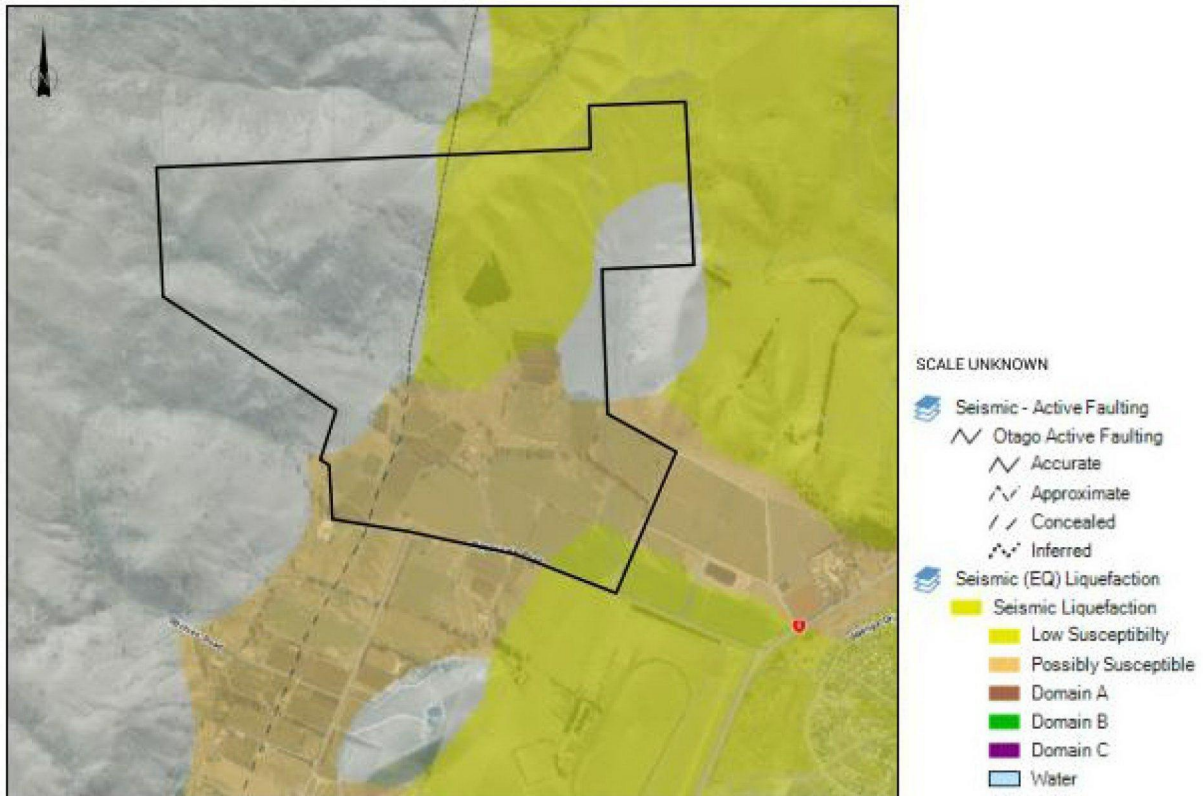 N
SCALE UNKNOWN
Seismic - Active Faulting
Otago Active Faulting
Accurate
Approximate
Concealed
Inferred
Seismic (EQ) Liquefaction
Seismic Liquefaction
Low Susceptibilty
Possibly Susceptible
Domain A
Domain B
Domain C
Water